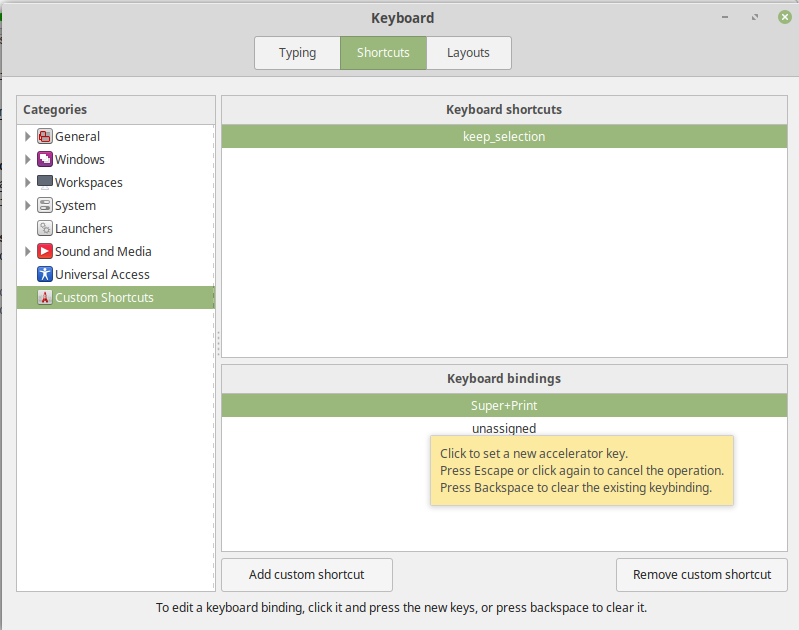 Keyboard
Typing
Shortcuts
Layouts
Categories
General
Windows
Workspaces
System
Launchers
Sound and Media
Universal Access
Custom Shortcuts
Keyboard shortcuts
keep_selection
Keyboard bindings
Super+Print
unassigned
Click to set a new accelerator key.
Press Escape or click again to cancel the operation.
Press Backspace to clear the existing keybinding.
Add custom shortcut
Remove custom shortcut
To edit a keyboard binding, click it and press the new keys, or press backspace to clear it.